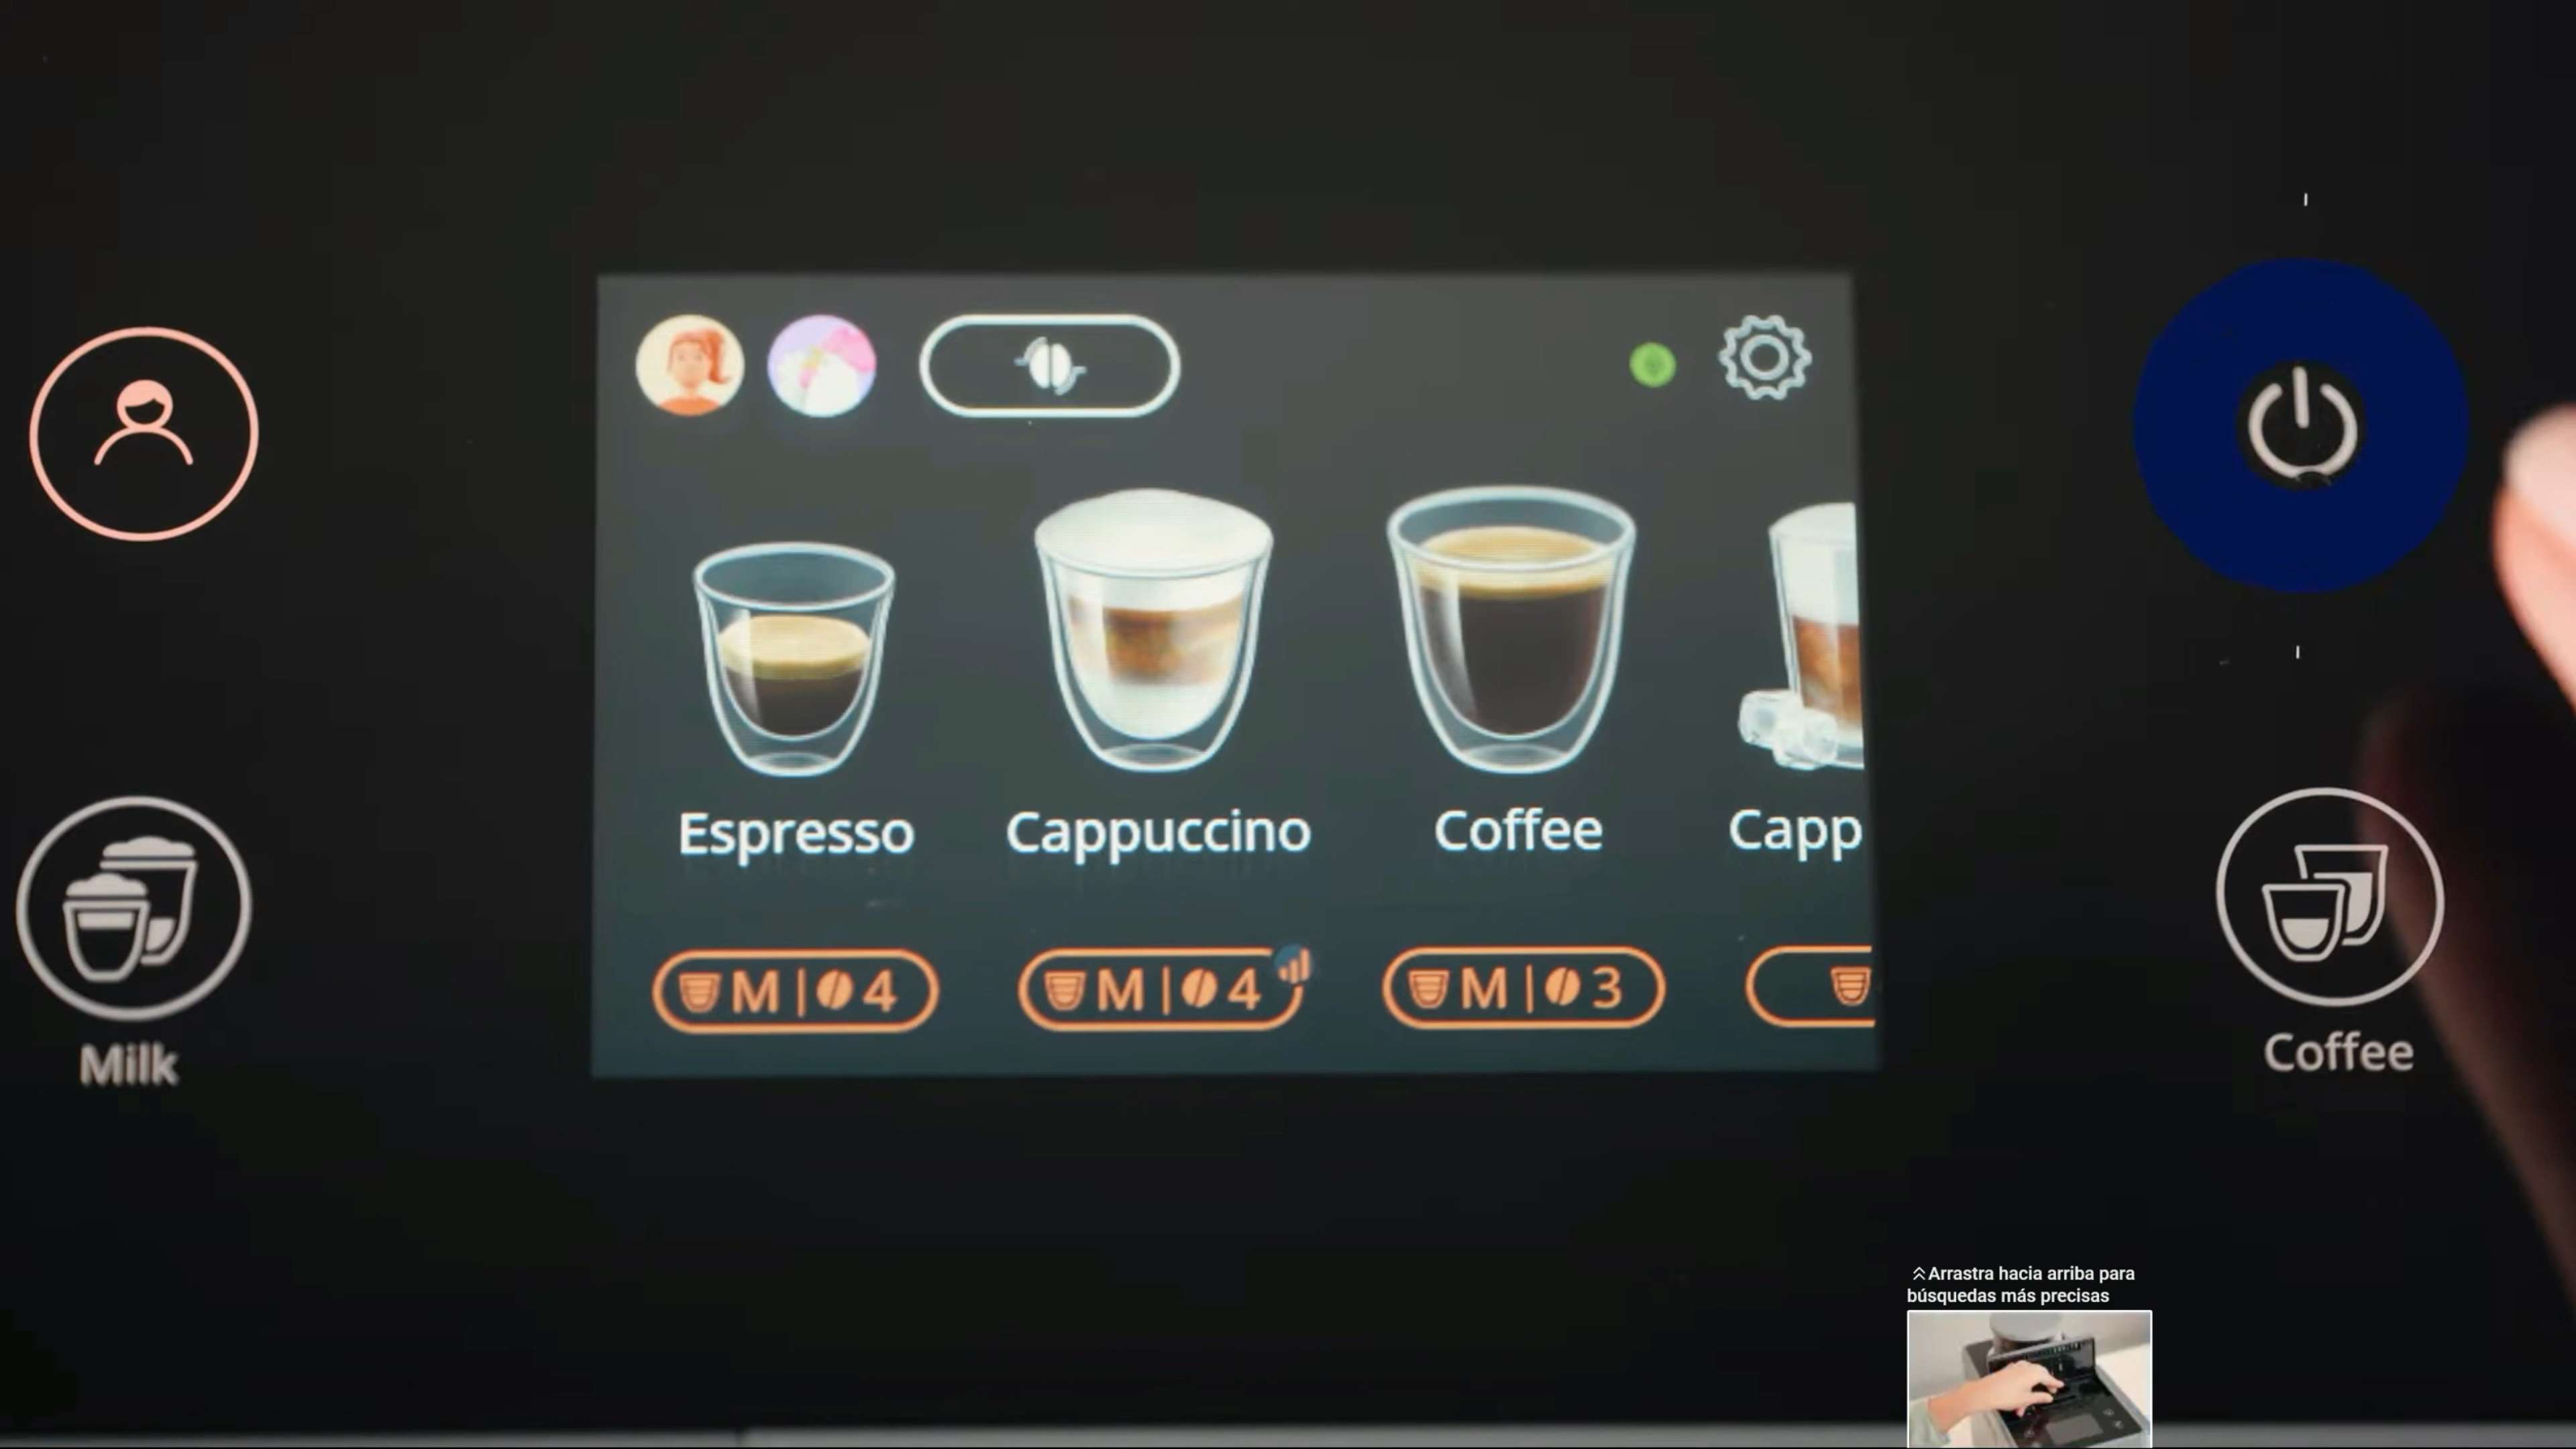 Espresso
Cappuccino
Coffee
Capp
M | 4
M | 4
M | 3
Milk
Coffee
Arrastra hacia arriba para
búsquedas más precisas